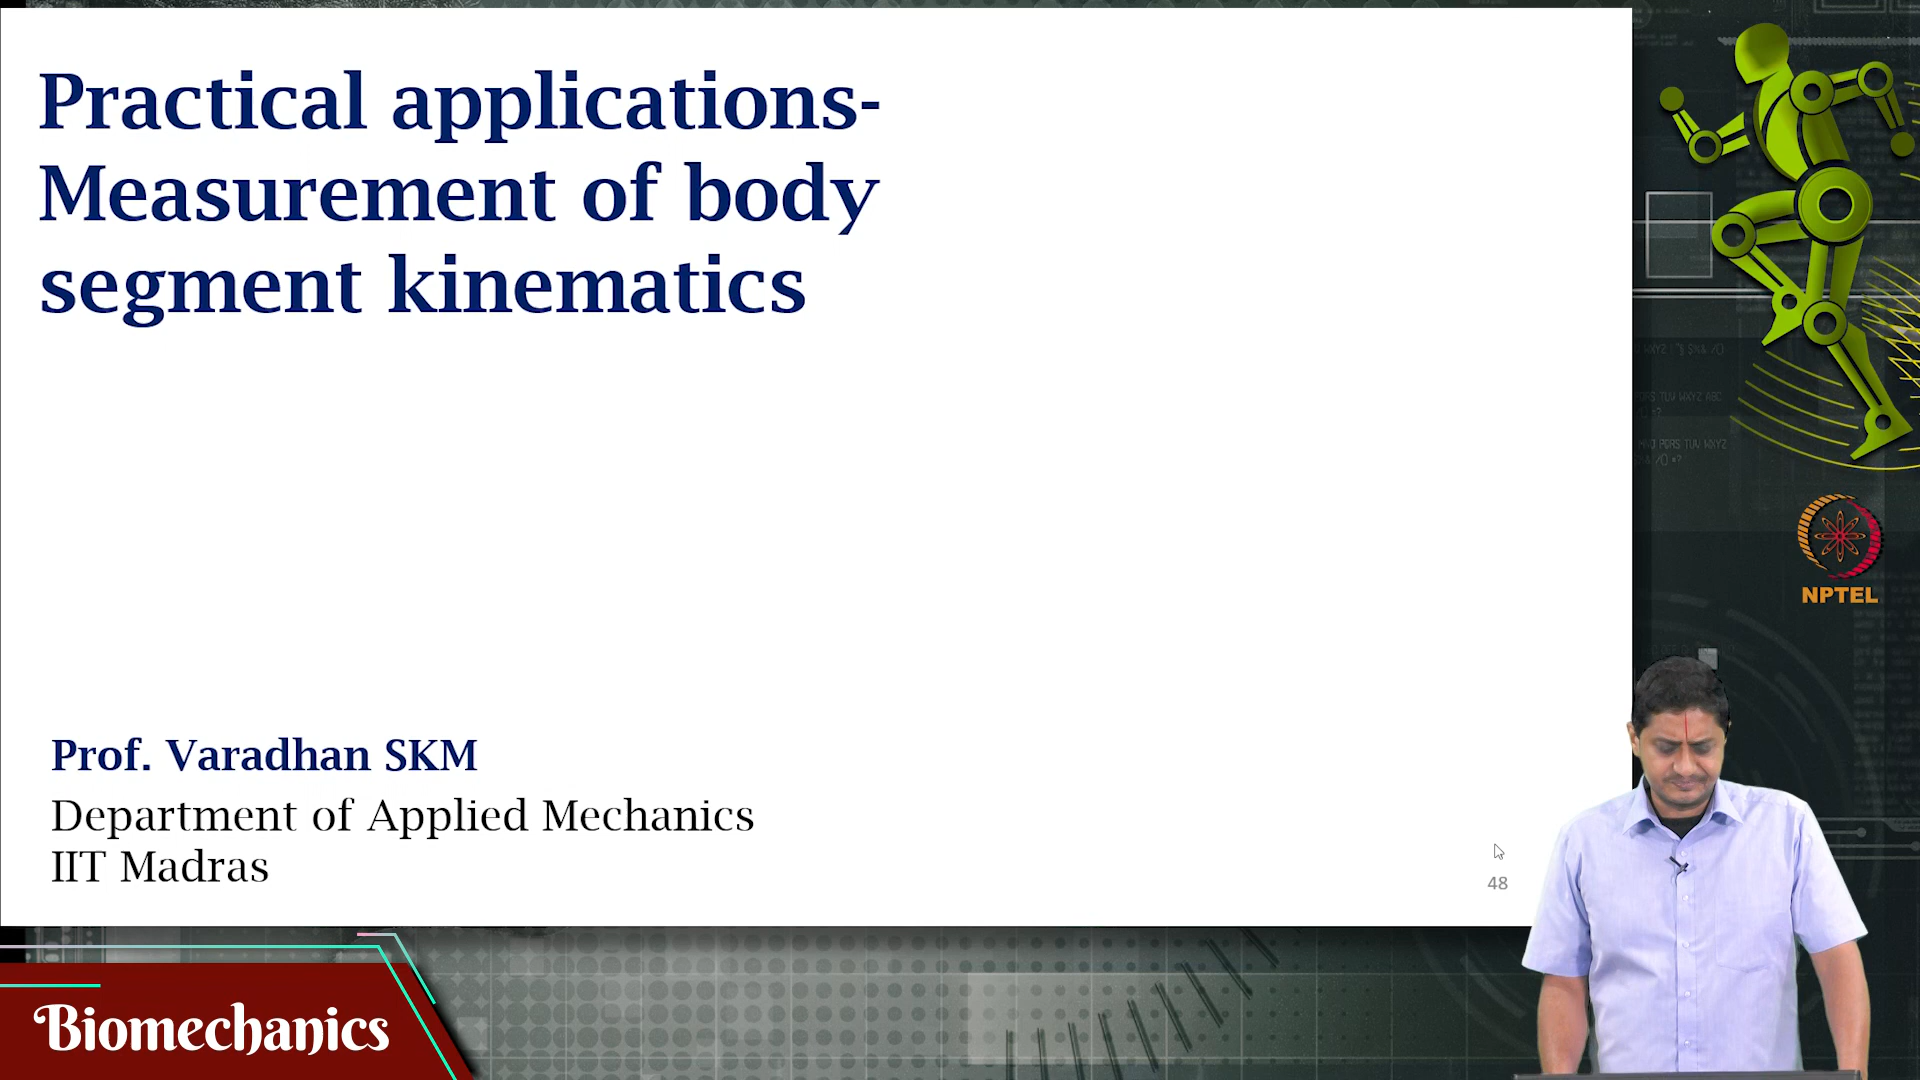 Practical applications-
Measurement of body
segment kinematics
Prof. Varadhan SKM
Department of Applied Mechanics
IIT Madras
48
NPTEL
Biomechanics